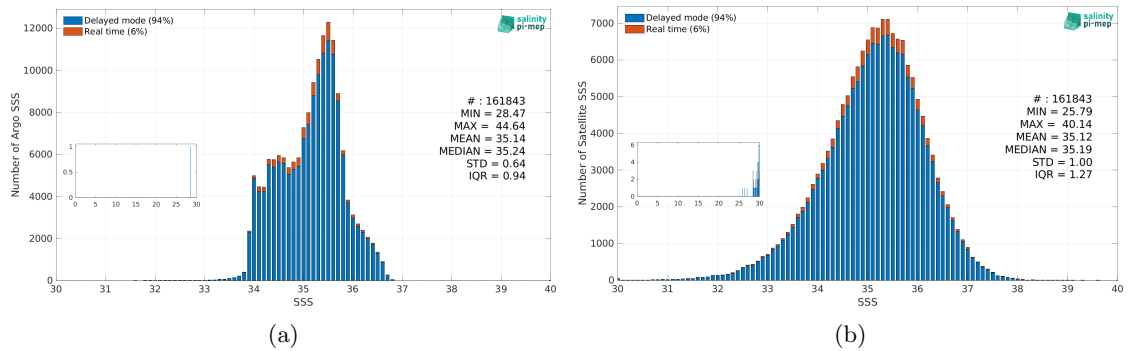 Delayed mode (94%)
Real time (6%)
salinity
pi-mep
12000
10000
8000
6000
4000
2000
0
Number of Argo SSS
# : 161843
MIN = 28.47
MAX = 44.64
MEAN = 35.14
MEDIAN = 35.24
STD = 0.64
IQR = 0.94
1
0.5
0
0 5 10 15 20 25 30
30 31 32 33 34 35 36 37 38 39 40
SSS
(a)
Delayed mode (94%)
Real time (6%)
salinity
pi-mep
7000
6000
5000
4000
3000
2000
1000
0
Number of Satellite SSS
# : 161843
MIN = 25.79
MAX = 40.14
MEAN = 35.12
MEDIAN = 35.19
STD = 1.00
IQR = 1.27
6
4
2
0
0 5 10 15 20 25 30
30 31 32 33 34 35 36 37 38 39 40
SSS
(b)